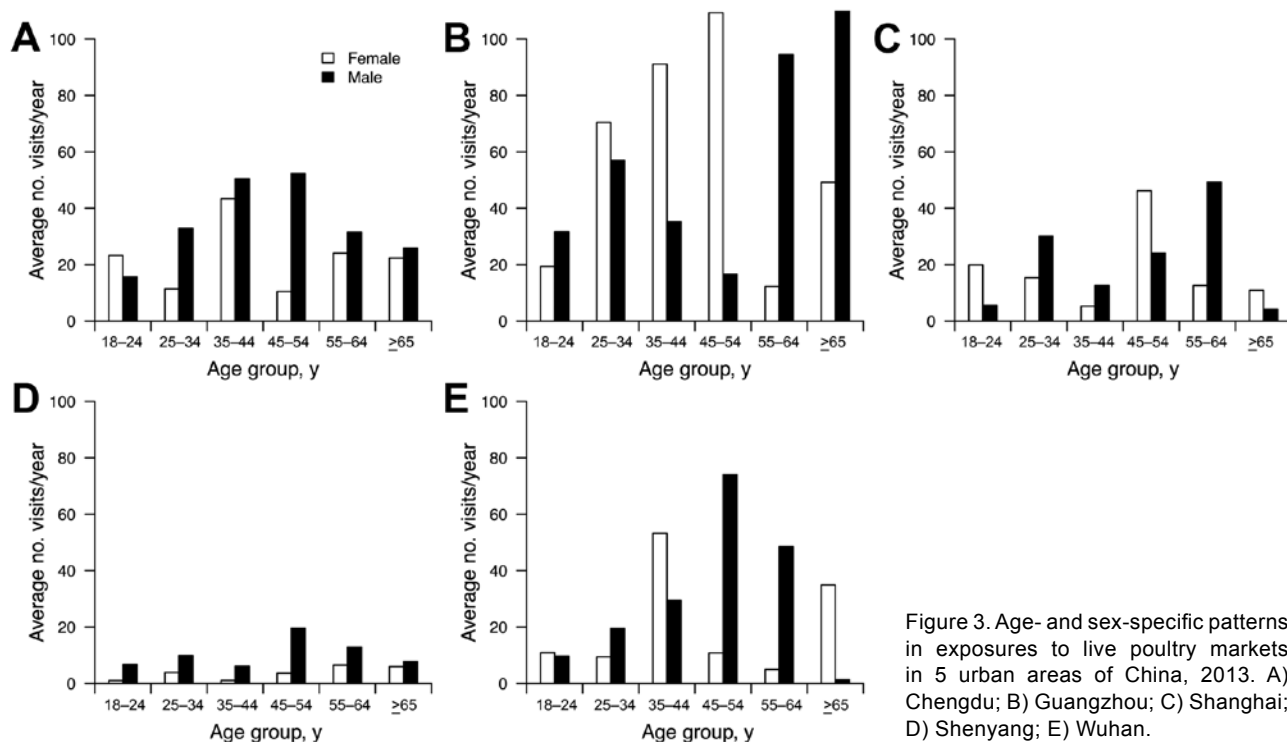 A
Average no. visits/year
100
80
60
40
20
0
18–24
25–34
35–44
45–54
55–64
≥65
Age group, y
Female
Male
B
Average no. visits/year
100
80
60
40
20
0
18–24
25–34
35–44
45–54
55–64
≥65
Age group, y
C
Average no. visits/year
100
80
60
40
20
0
18–24
25–34
35–44
45–54
55–64
≥65
Age group, y
D
Average no. visits/year
100
80
60
40
20
0
18–24
25–34
35–44
45–54
55–64
≥65
Age group, y
E
Average no. visits/year
100
80
60
40
20
0
18–24
25–34
35–44
45–54
55–64
≥65
Age group, y
Figure 3. Age- and sex-specific patterns
in exposures to live poultry markets
in 5 urban areas of China, 2013. A)
Chengdu; B) Guangzhou; C) Shanghai;
D) Shenyang; E) Wuhan.